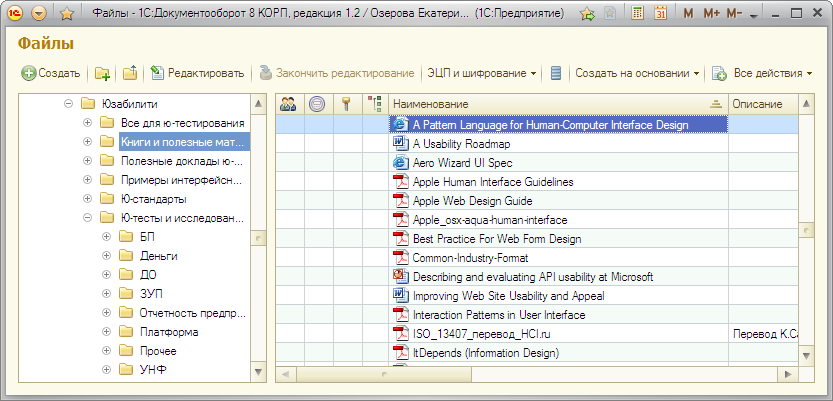 Файлы - 1С:Документооборот 8 КОРП, редакция 1.2 / Озерова Екатери... (1С:Предприятие)
M M+ M-
Файлы
Создать Редактировать Закончить редактирование ЭЦП и шифрование Создать на основании Все действия
Юзабилити
Все для ю-тестирования
Книги и полезные мат...
Полезные доклады ю-...
Примеры интерфейсн...
Ю-стандарты
Ю-тесты и исследован...
БП
Деньги
ДО
ЗУП
Отчетность предпр...
Платформа
Прочее
УНФ
Наименование Описание
A Pattern Language for Human-Computer Interface Design
A Usability Roadmap
Aero Wizard UI Spec
Apple Human Interface Guidelines
Apple Web Design Guide
Apple_osx-aqua-human-interface
Best Practice For Web Form Design
Common-Industry-Format
Describing and evaluating API usability at Microsoft
Improving Web Site Usability and Appeal
Interaction Patterns in User Interface
ISO_13407_перевод_HCI.ru Перевод К.Са
ItDepends (Information Design)